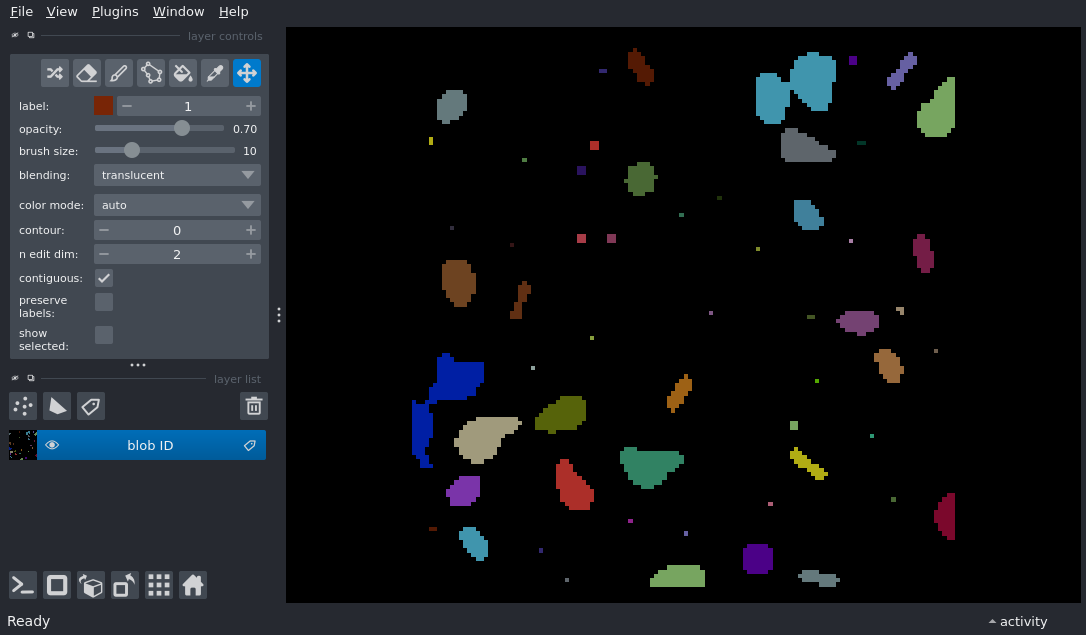 File View Plugins Window Help
layer controls
label: 1
opacity: 0.70
brush size: 10
blending: translucent
color mode: auto
contour: 0
n edit dim: 2
contiguous:
preserve
labels:
show
selected:
layer list
blob ID
Ready
activity